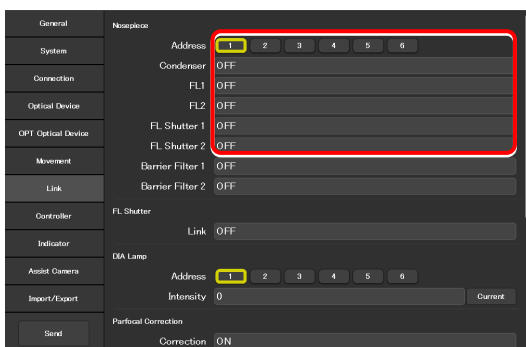 General
System
Connection
Optical Device
OPT Optical Device
Movement
Link
Controller
Indicator
Assist Camera
Import/Export
Send
Nosepiece
Address 1 2 3 4 5 6
Condenser OFF
FL1 OFF
FL2 OFF
FL Shutter 1 OFF
FL Shutter 2 OFF
Barrier Filter 1 OFF
Barrier Filter 2 OFF
FL Shutter
Link OFF
DIA Lamp
Address 1 2 3 4 5 6
Intensity 0 Current
Parfocal Correction
Correction ON